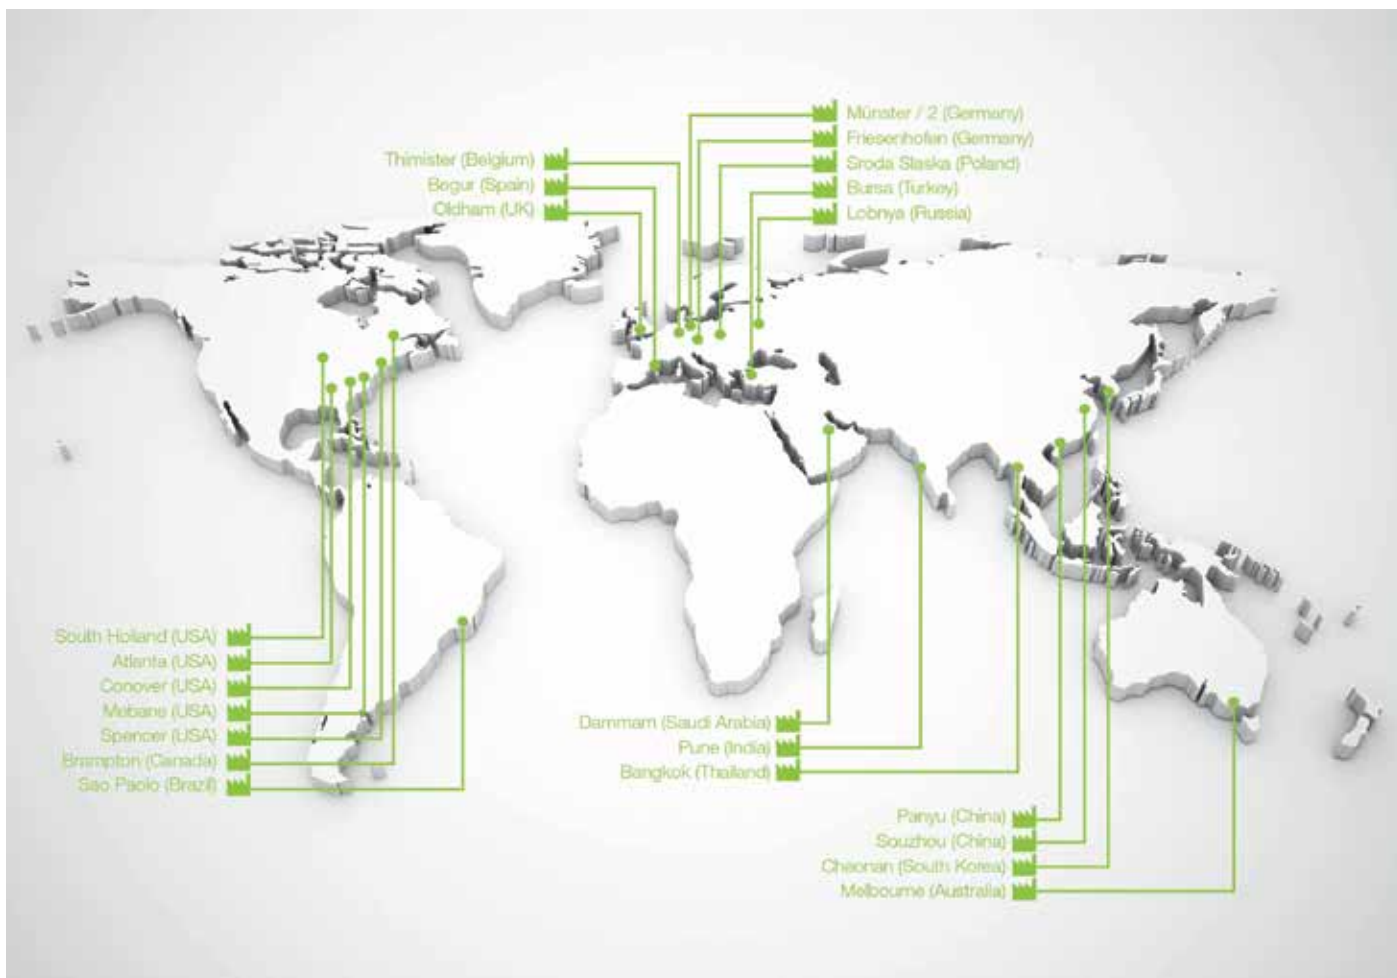 Münster / 2 (Germany)
Friesenhofen (Germany)
Sroda Slaska (Poland)
Bursa (Turkey)
Lobnya (Russia)
Thimister (Belgium)
Begur (Spain)
Oldham (UK)
South Holland (USA)
Atlanta (USA)
Conover (USA)
Mebane (USA)
Spencer (USA)
Brampton (Canada)
Sao Paolo (Brazil)
Dammam (Saudi Arabia)
Pune (India)
Bangkok (Thailand)
Panyu (China)
Souzhou (China)
Cheonan (South Korea)
Melbourne (Australia)